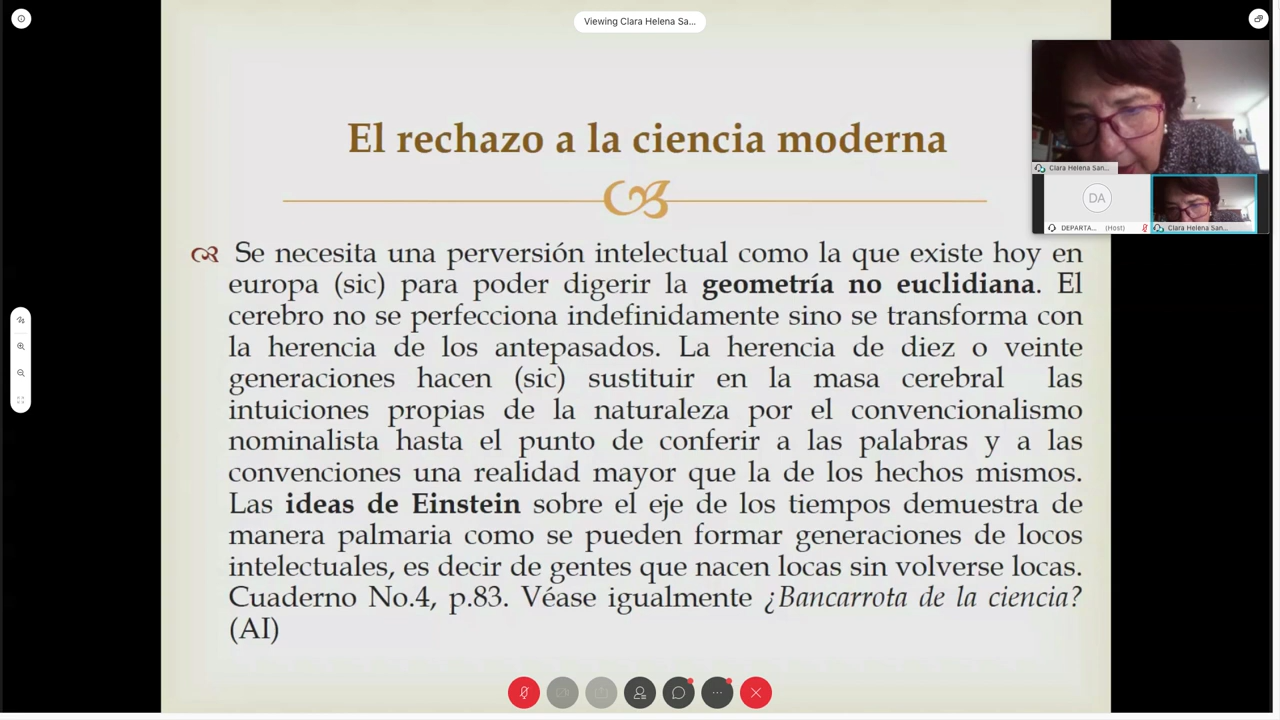 Viewing Clara Helena Sa...
El rechazo a la ciencia moderna
Se necesita una perversión intelectual como la que existe hoy en
europa (sic) para poder digerir la geometría no euclidiana. El
cerebro no se perfecciona indefinidamente sino se transforma con
la herencia de los antepasados. La herencia de diez o veinte
generaciones hacen (sic) sustituir en la masa cerebral las
intuiciones propias de la naturaleza por el convencionalismo
nominalista hasta el punto de conferir a las palabras y a las
convenciones una realidad mayor que la de los hechos mismos.
Las ideas de Einstein sobre el eje de los tiempos demuestra de
manera palmaria como se pueden formar generaciones de locos
intelectuales, es decir de gentes que nacen locas sin volverse locas.
Cuaderno No.4, p.83. Véase igualmente ¿Bancarrota de la ciencia?
(AI)
Clara Helena San...
DA
DEPARTA... (Host)
Clara Helena San...